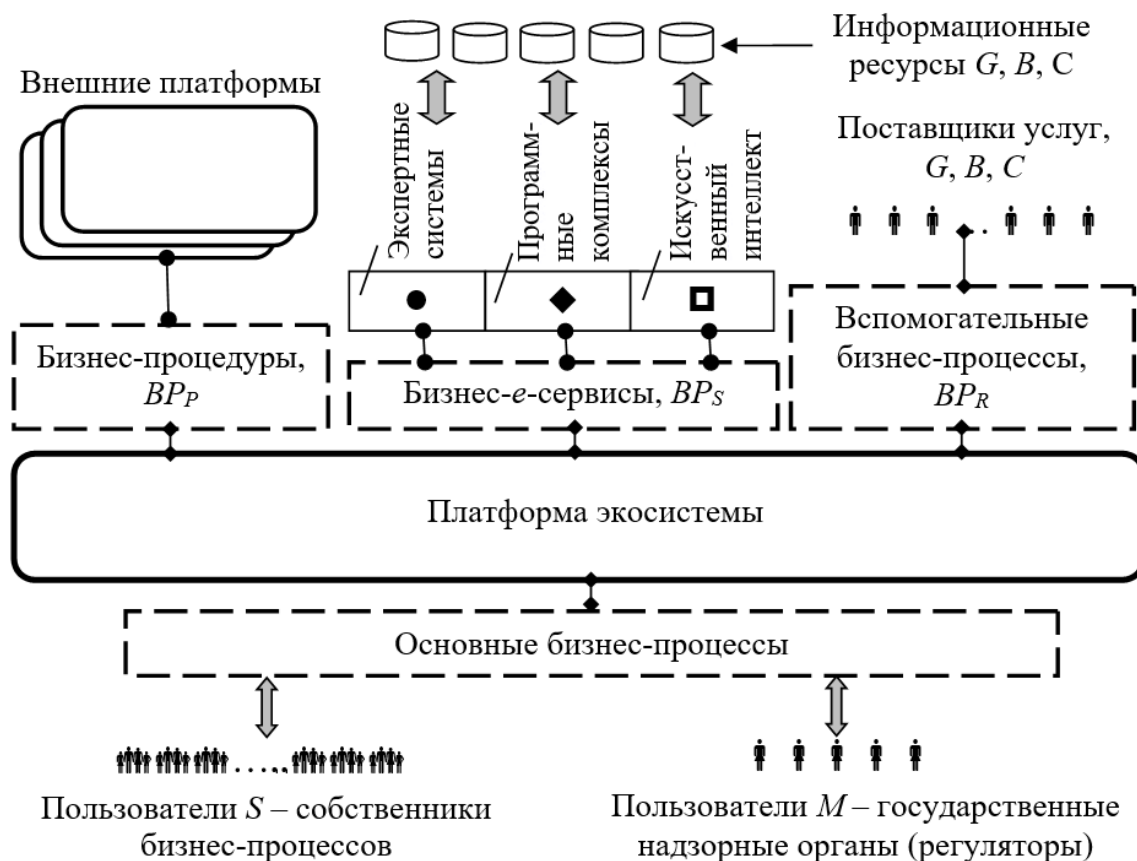 Информационные
ресурсы G, B, C
Внешние платформы
Экспертные
системы
Программ-
ные
комплексы
Искусст-
венный
интеллект
Поставщики услуг,
G, B, C
Бизнес-процедуры,
BPP
Бизнес-е-сервисы, BPS
Вспомогательные
бизнес-процессы,
BPR
Платформа экосистемы
Основные бизнес-процессы
Пользователи S – собственники
бизнес-процессов
Пользователи M – государственные
надзорные органы (регуляторы)